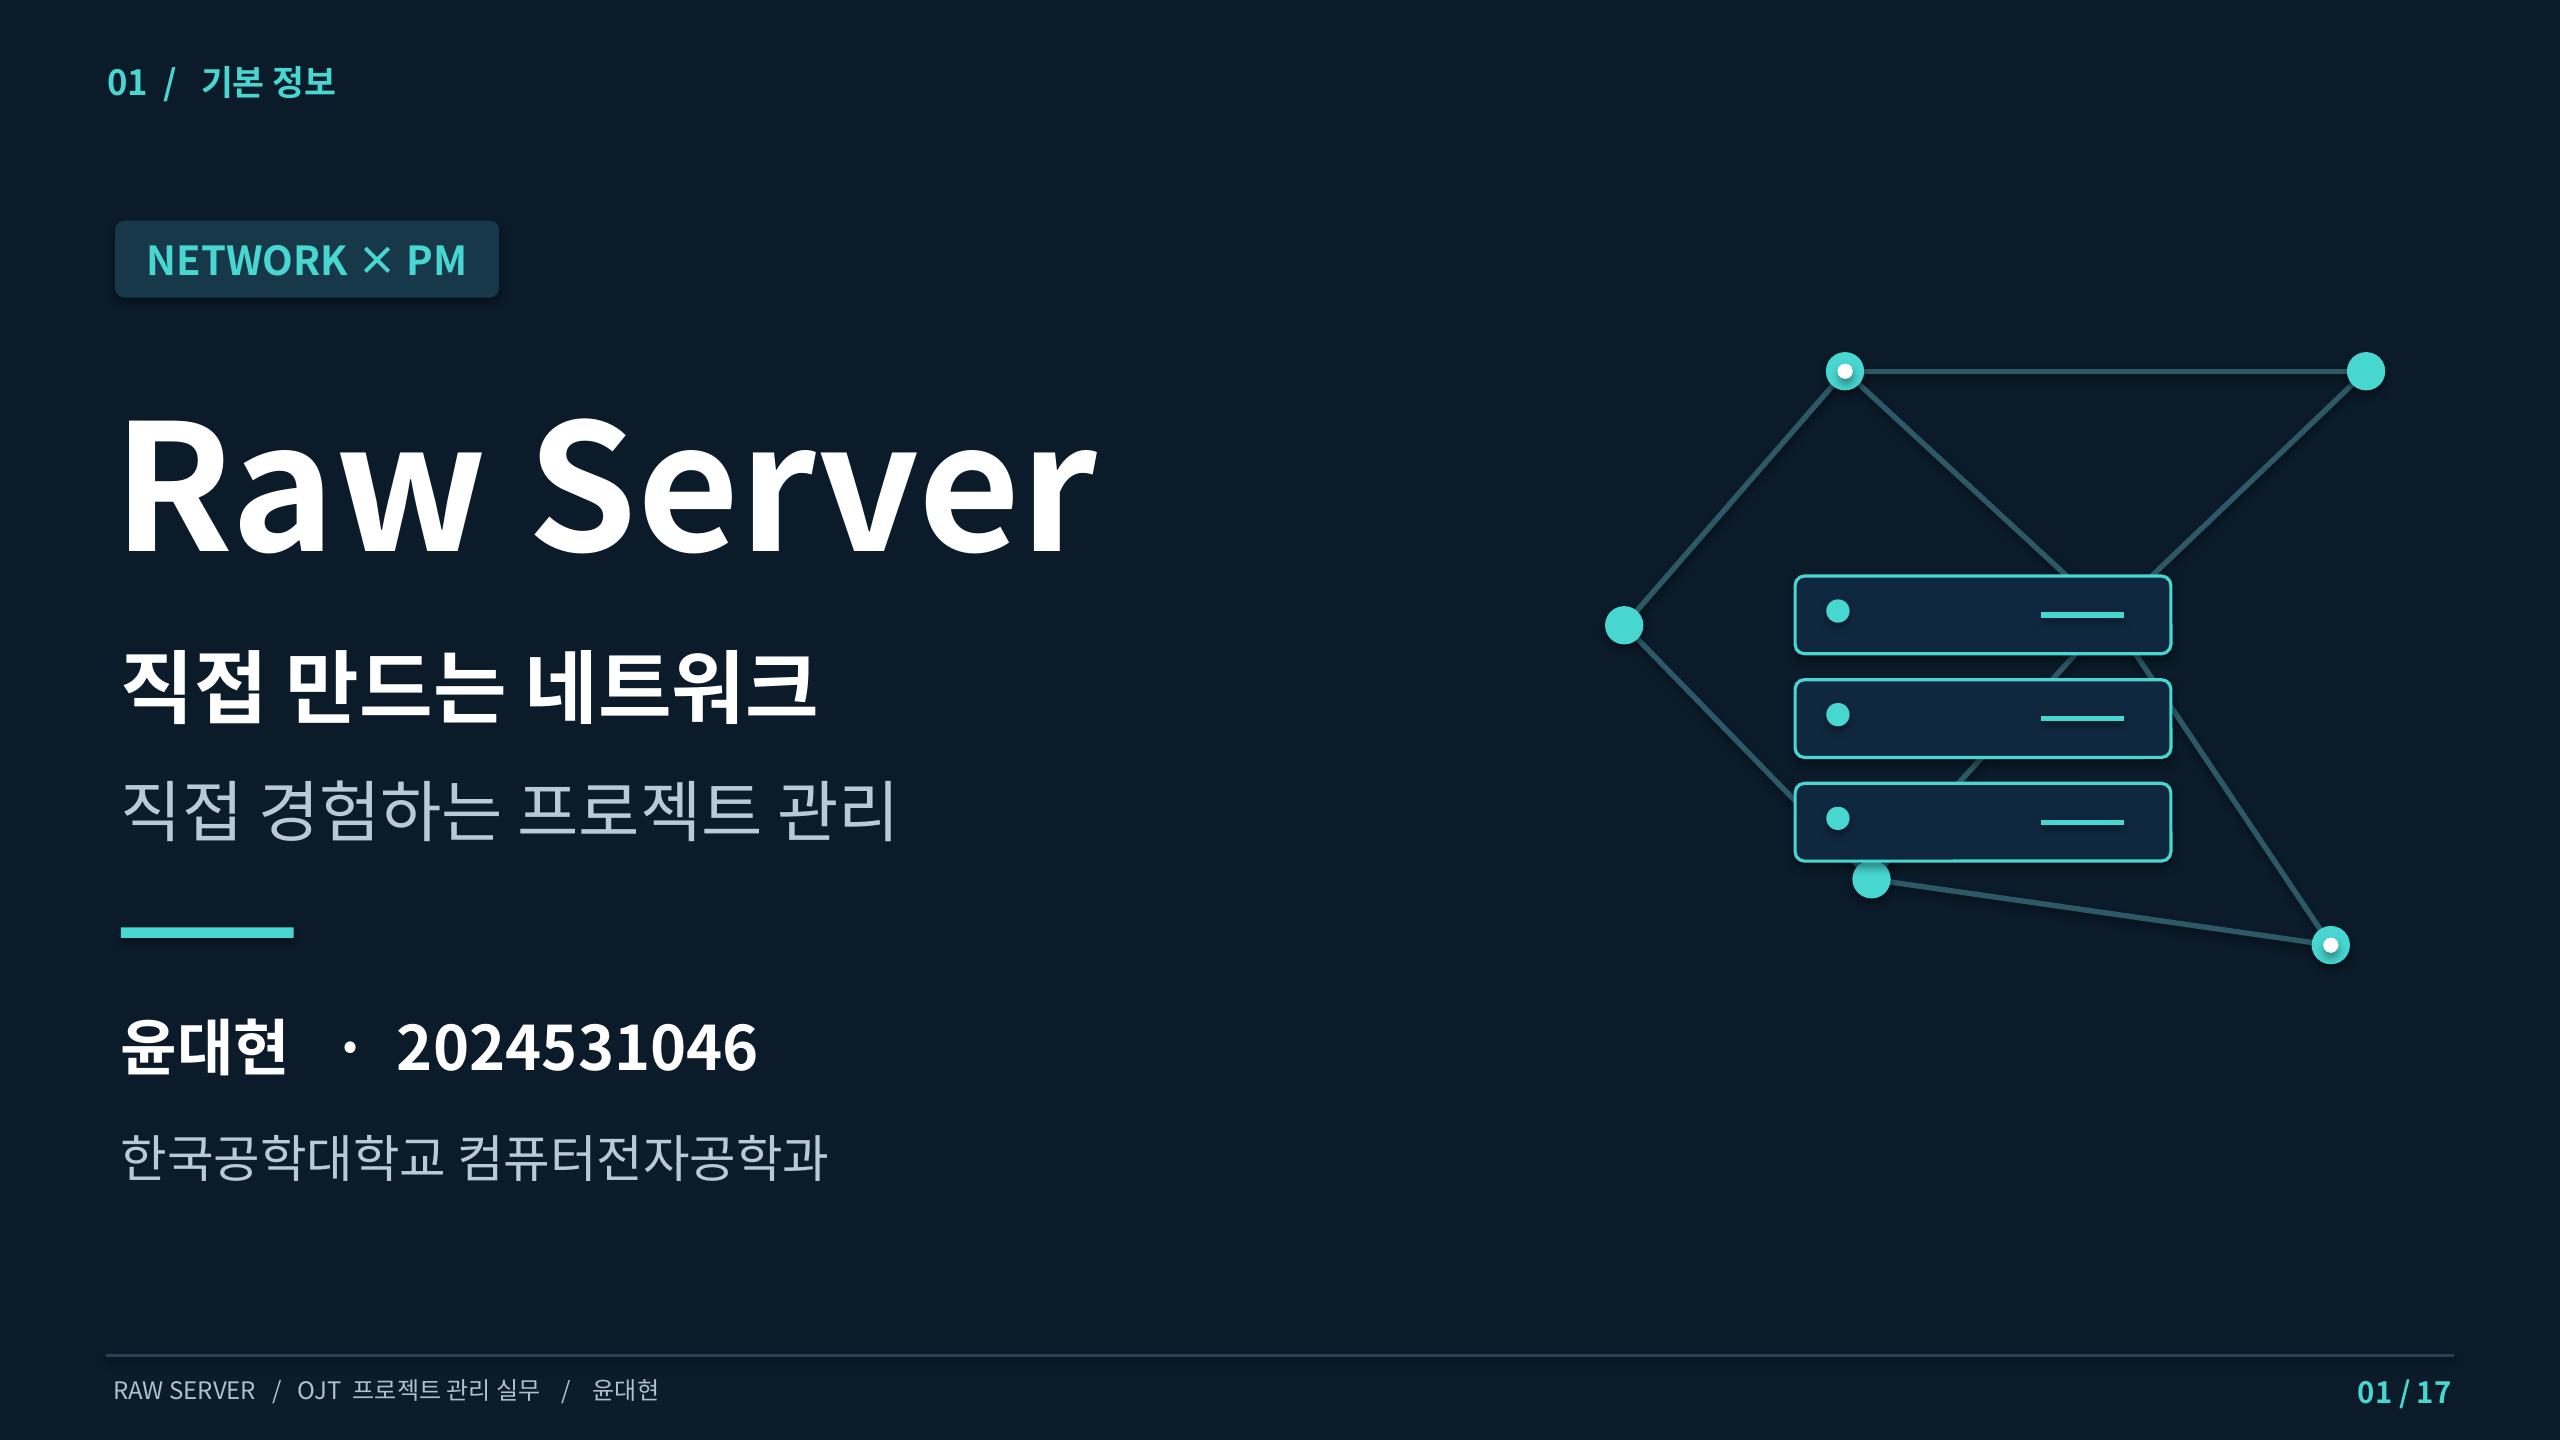 01 / 기본 정보
NETWORK × PM
Raw Server
직접 만드는 네트워크
직접 경험하는 프로젝트 관리
윤대현 · 2024531046
한국공학대학교 컴퓨터전자공학과
RAW SERVER / OJT 프로젝트 관리 실무 / 윤대현
01 / 17